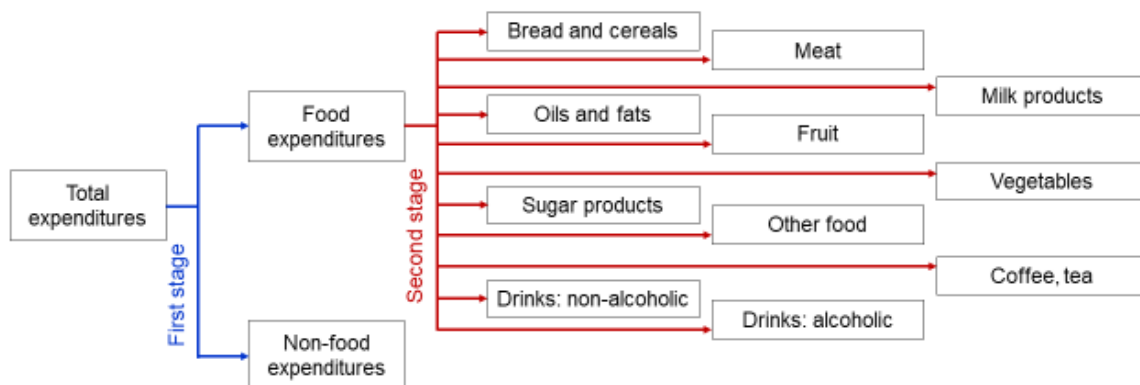 Total
expenditures
First stage
Food
expenditures
Non-food
expenditures
Second stage
Bread and cereals
Meat
Milk products
Oils and fats
Fruit
Vegetables
Sugar products
Other food
Coffee, tea
Drinks: non-alcoholic
Drinks: alcoholic